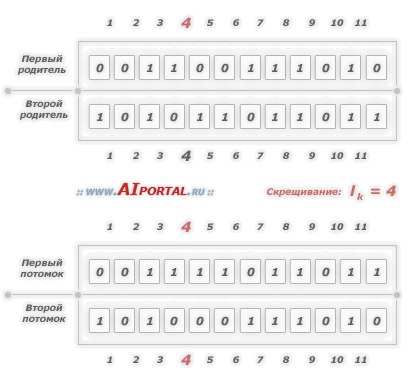 1 2 3 4 5 6 7 8 9 10 11
Первый родитель 0 0 1 1 0 0 1 1 1 0 1 0
Второй родитель 1 0 1 0 1 1 0 1 1 0 1 1
1 2 3 4 5 6 7 8 9 10 11
:: www.AIPORTAL.RU :: Скрещивание: I k = 4
1 2 3 4 5 6 7 8 9 10 11
Первый потомок 0 0 1 1 1 1 0 1 1 0 1 1
Второй потомок 1 0 1 0 0 0 1 1 1 0 1 0
1 2 3 4 5 6 7 8 9 10 11